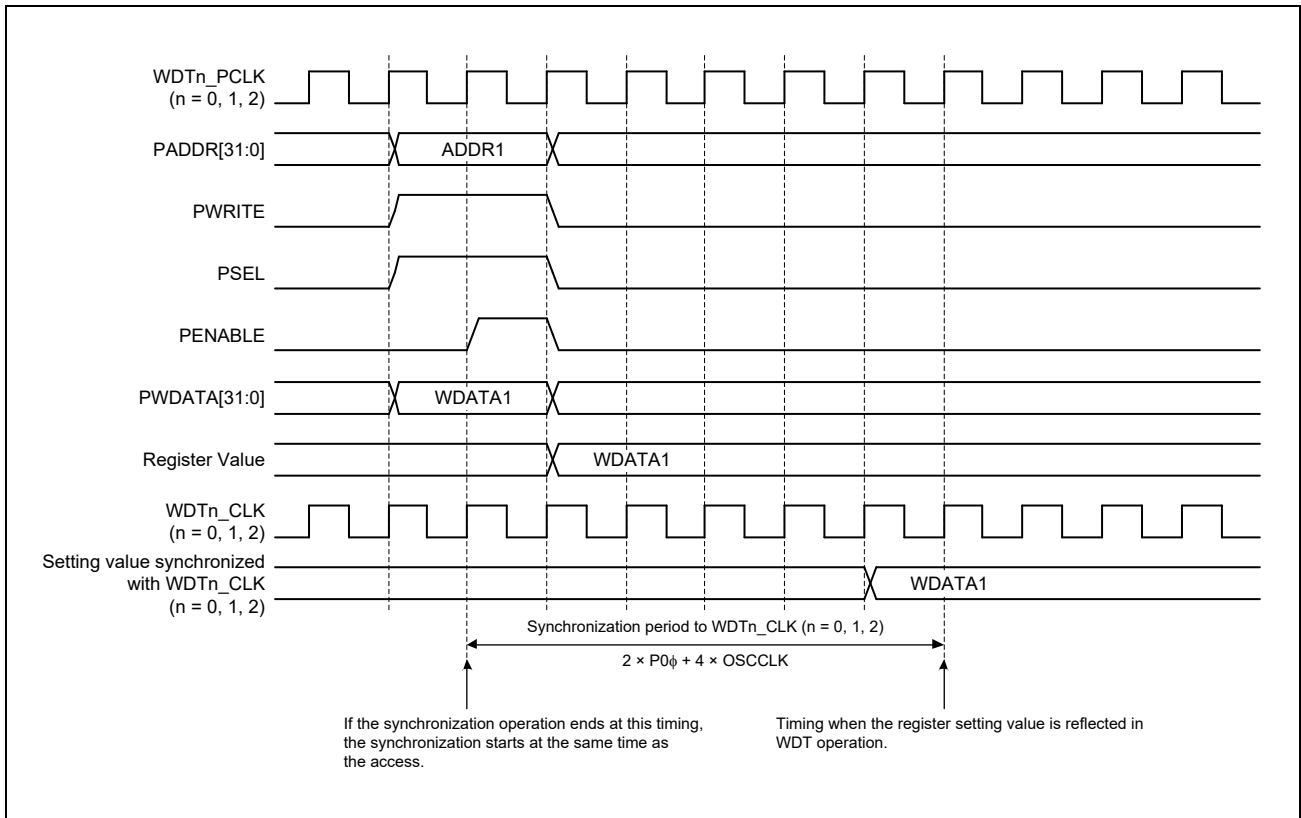 WDTn_PCLK
(n = 0, 1, 2)
PADDR[31:0]
ADDR1
PWRITE
PSEL
PENABLE
PWDATA[31:0]
WDATA1
Register Value
WDATA1
WDTn_CLK
(n = 0, 1, 2)
Setting value synchronized
with WDTn_CLK
(n = 0, 1, 2)
WDATA1
Synchronization period to WDTn_CLK (n = 0, 1, 2)
2 × P0ϕ + 4 × OSCCLK
If the synchronization operation ends at this timing,
the synchronization starts at the same time as
the access.
Timing when the register setting value is reflected in
WDT operation.